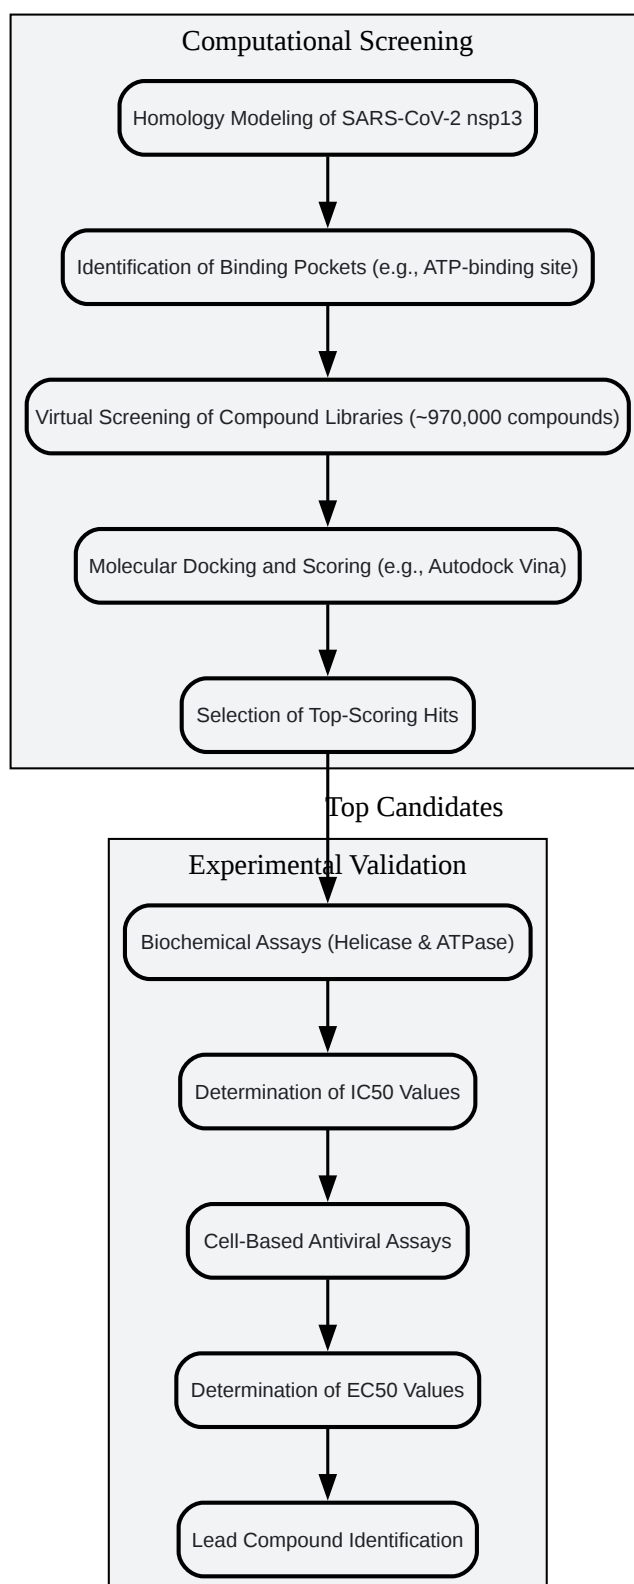 Computational Screening
Homology Modeling of SARS-CoV-2 nsp13
Identification of Binding Pockets (e.g., ATP-binding site)
Virtual Screening of Compound Libraries (~970,000 compounds)
Molecular Docking and Scoring (e.g., Autodock Vina)
Selection of Top-Scoring Hits
Top Candidates
Experimental Validation
Biochemical Assays (Helicase & ATPase)
Determination of IC50 Values
Cell-Based Antiviral Assays
Determination of EC50 Values
Lead Compound Identification